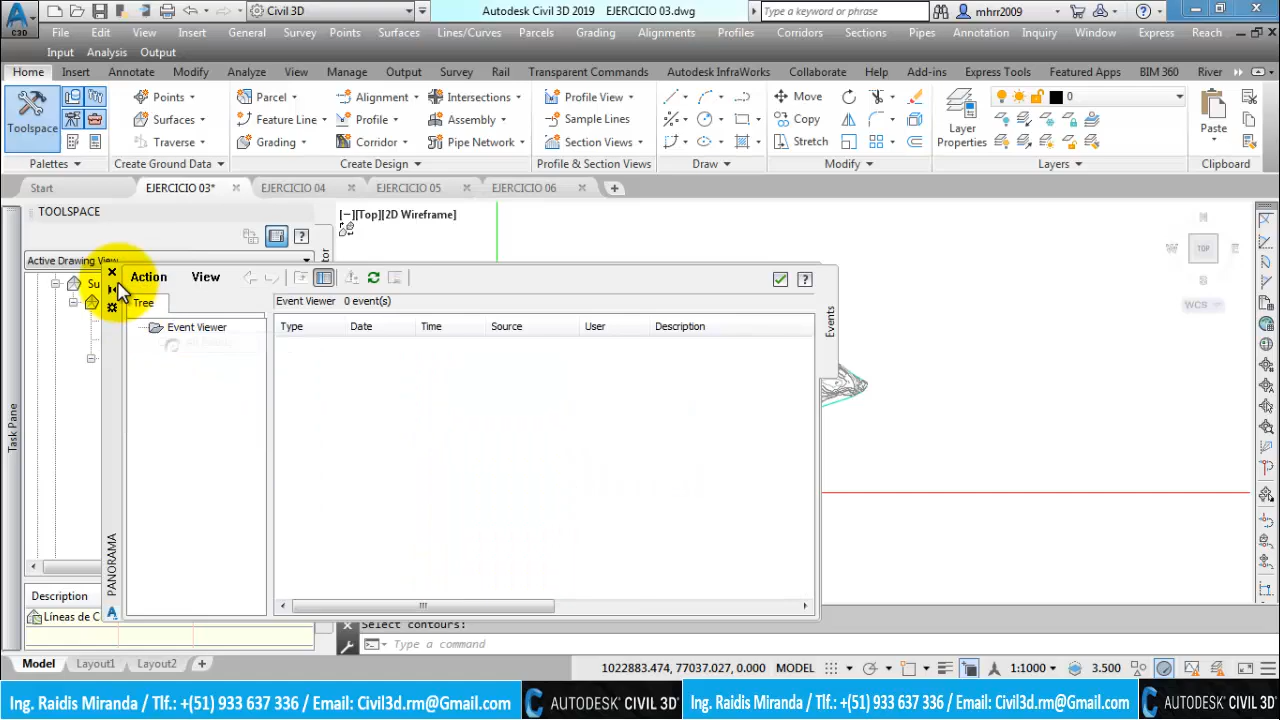 C3D
Civil 3D
Autodesk Civil 3D 2019 EJERCICIO 03.dwg
Type a keyword or phrase
mhrr2009
File Edit View Insert General Survey Points Surfaces Lines/Curves Parcels Grading Alignments Profiles Corridors Sections Pipes Annotation Inquiry Window Express Reach
Input Analysis Output
Home Insert Annotate Modify Analyze View Manage Output Survey Rail Transparent Commands Autodesk InfraWorks Collaborate Help Add-ins Express Tools Featured Apps BIM 360 River
Points Parcel Alignment Intersections Profile View Move 0
Toolspace Surfaces Feature Line Profile Assembly Sample Lines Copy Layer Properties Paste
Traverse Grading Corridor Pipe Network Section Views Stretch
Palettes Create Ground Data Create Design Profile & Section Views Draw Modify Layers Clipboard
Start EJERCICIO 03* EJERCICIO 04 EJERCICIO 05 EJERCICIO 06
TOOLSPACE
[−][Top][2D Wireframe]
TOP
WCS
Active Drawing View
Su
Action View
Tree
Event Viewer 0 event(s)
Event Viewer
Type Date Time Source User Description
Events
Task Pane
PANORAMA
Description
Líneas de C
Select contours:
Type a command
Model Layout1 Layout2
1022883.474, 77037.027, 0.000 MODEL 1:1000 3.500
Ing. Raidis Miranda / Tlf.: +(51) 933 637 336 / Email: Civil3d.rm@Gmail.com AUTODESK® CIVIL 3D® Ing. Raidis Miranda / Tlf.: +(51) 933 637 336 / Email: Civil3d.rm@Gmail.com AUTODESK® CIVIL 3D